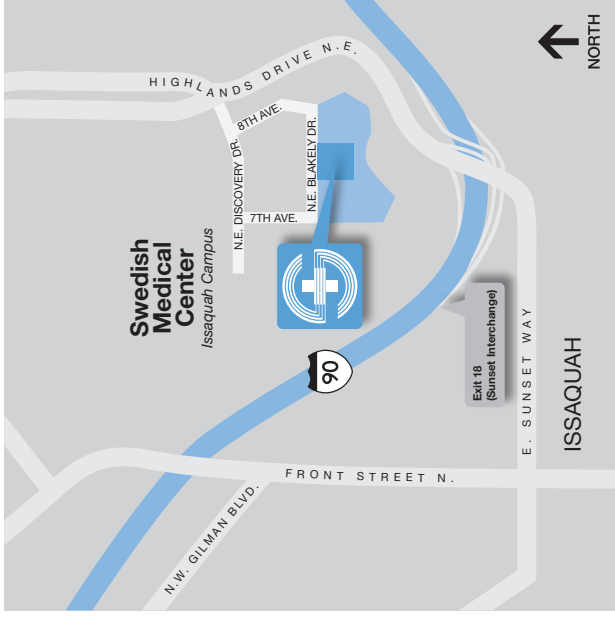 NORTH
HIGHLANDS DRIVE N.E.
8TH AVE.
N.E. DISCOVERY DR.
N.E. BLAKELY DR.
7TH AVE.
Swedish
Medical
Center
Issaquah Campus
90
Exit 18
(Sunset Interchange)
E. SUNSET WAY
ISSAQUAH
FRONT STREET N.
N.W. GILMAN BLVD.